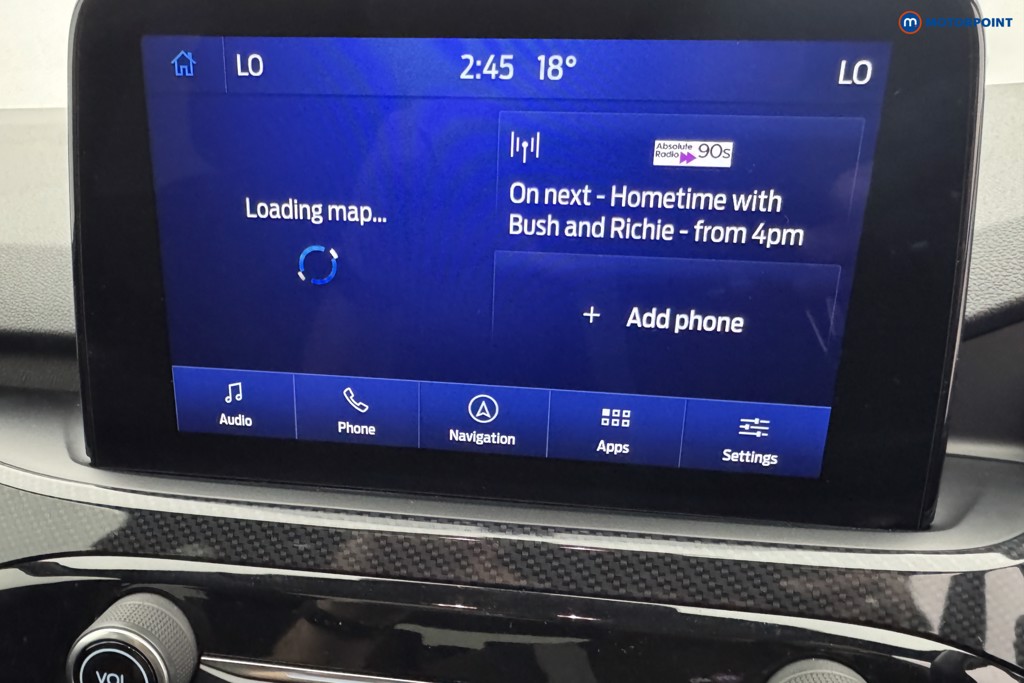 MOTORPOINT
LO 2:45 18° LO
Absolute
Radio 90s
On next - Hometime with
Bush and Richie - from 4pm
Loading map...
+ Add phone
Audio Phone Navigation Apps Settings
VOL